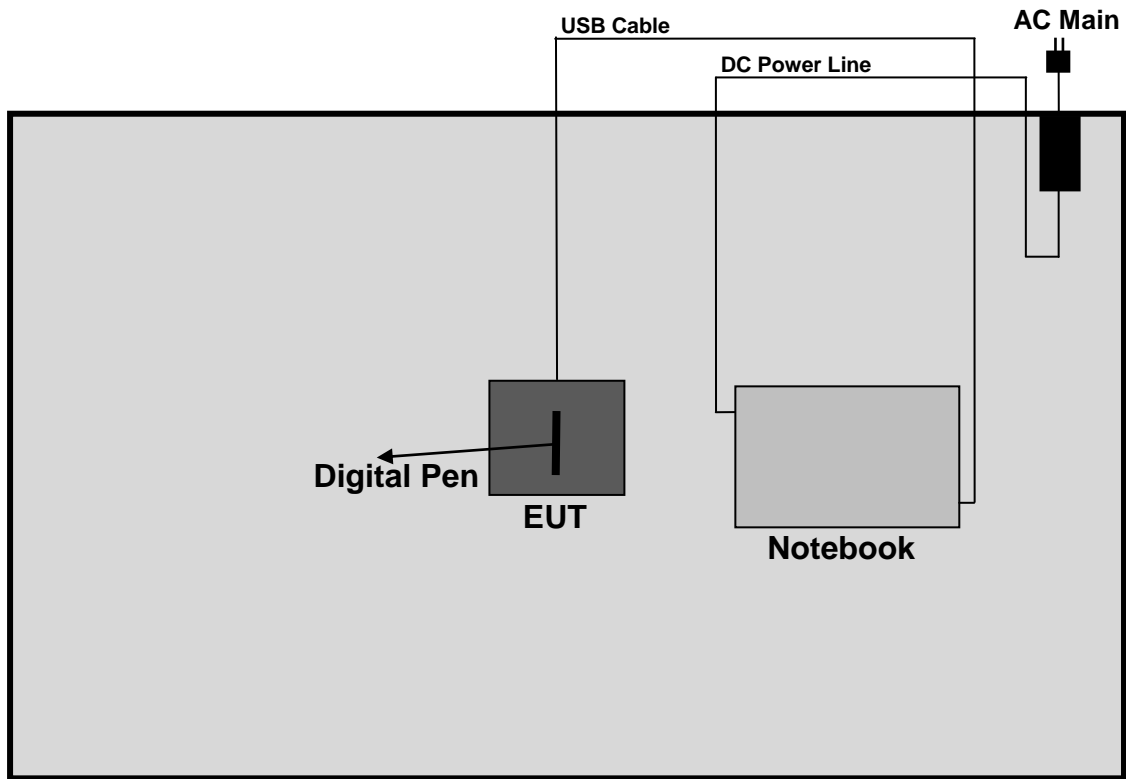 AC Main
USB Cable
DC Power Line
Digital Pen
EUT
Notebook